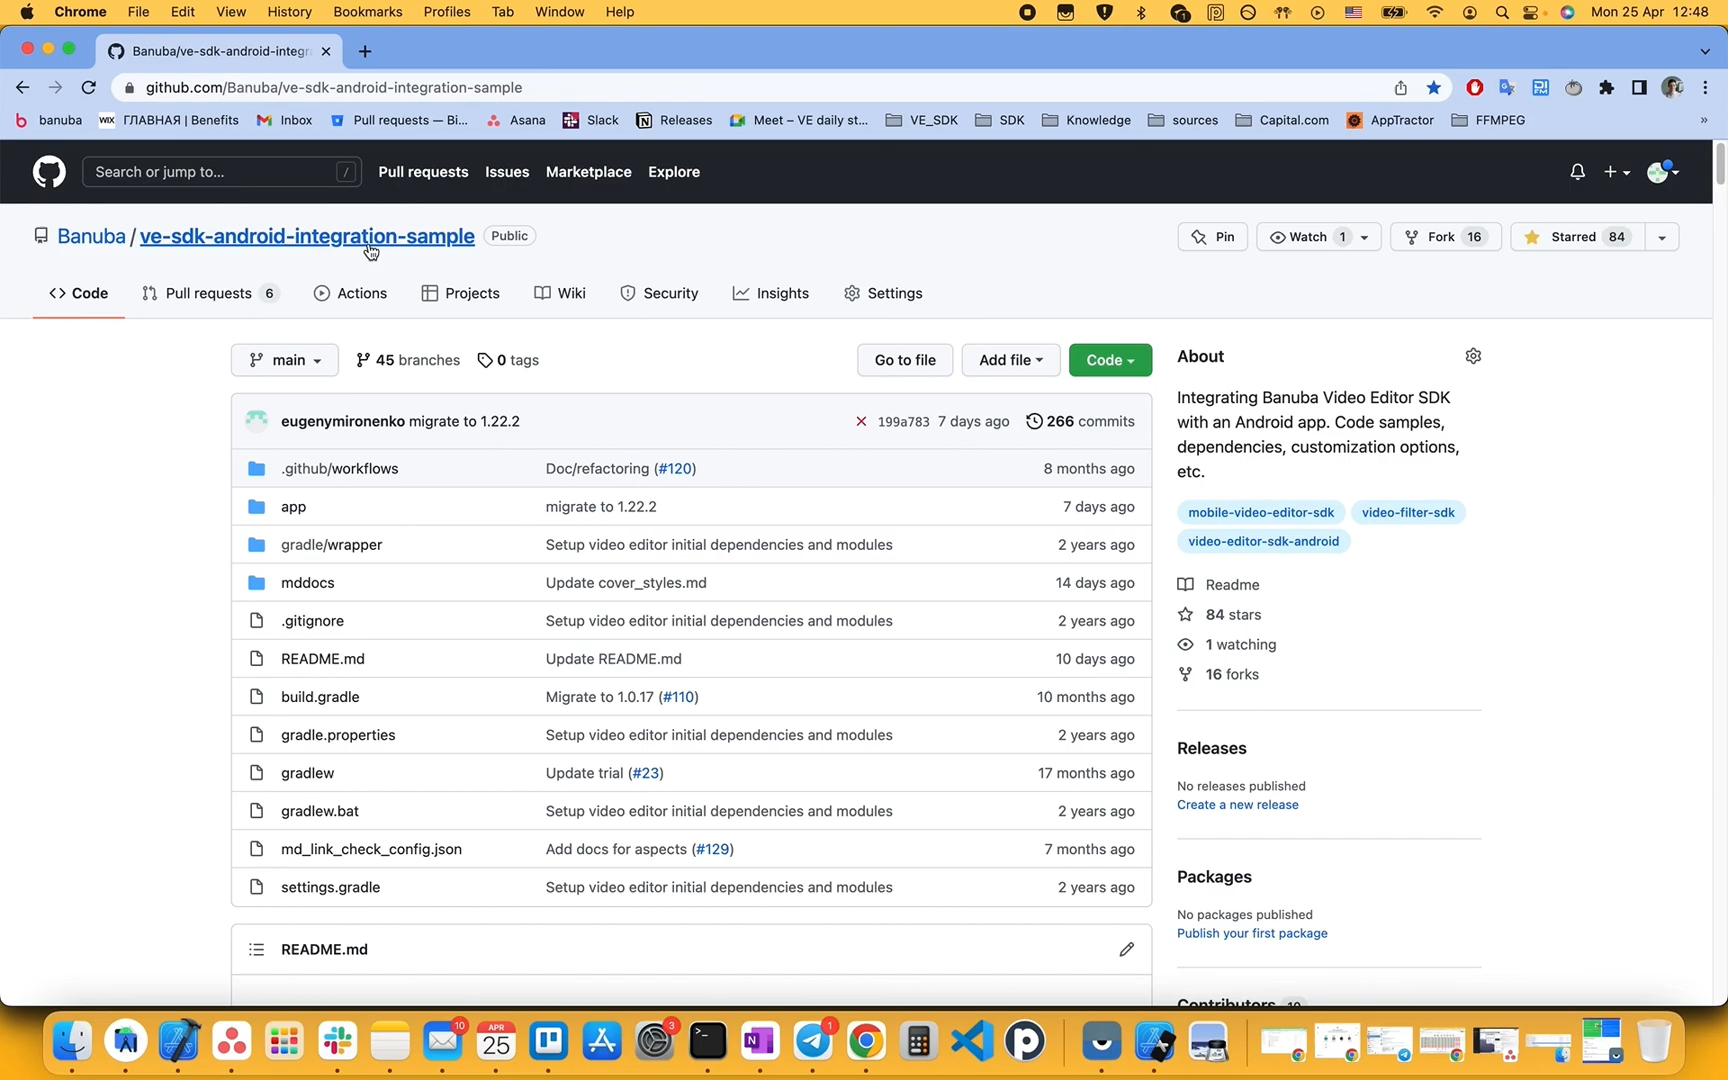 Chrome File Edit View History Bookmarks Profiles Tab Window Help Mon 25 Apr 12:48
Banuba/ve-sdk-android-integr
github.com/Banuba/ve-sdk-android-integration-sample
banuba WIX ГЛАВНАЯ | Benefits Inbox Pull requests — Bi... Asana Slack Releases Meet – VE daily st... VE_SDK SDK Knowledge sources Capital.com AppTractor FFMPEG »
Search or jump to... / Pull requests Issues Marketplace Explore
Banuba / ve-sdk-android-integration-sample Public
Pin Watch 1 Fork 16 Starred 84
Code Pull requests 6 Actions Projects Wiki Security Insights Settings
main 45 branches 0 tags Go to file Add file Code
eugenymironenko migrate to 1.22.2 199a783 7 days ago 266 commits
.github/workflows Doc/refactoring (#120) 8 months ago
app migrate to 1.22.2 7 days ago
gradle/wrapper Setup video editor initial dependencies and modules 2 years ago
mddocs Update cover_styles.md 14 days ago
.gitignore Setup video editor initial dependencies and modules 2 years ago
README.md Update README.md 10 days ago
build.gradle Migrate to 1.0.17 (#110) 10 months ago
gradle.properties Setup video editor initial dependencies and modules 2 years ago
gradlew Update trial (#23) 17 months ago
gradlew.bat Setup video editor initial dependencies and modules 2 years ago
md_link_check_config.json Add docs for aspects (#129) 7 months ago
settings.gradle Setup video editor initial dependencies and modules 2 years ago
README.md
About
Integrating Banuba Video Editor SDK
with an Android app. Code samples,
dependencies, customization options,
etc.
mobile-video-editor-sdk video-filter-sdk
video-editor-sdk-android
Readme
84 stars
1 watching
16 forks
Releases
No releases published
Create a new release
Packages
No packages published
Publish your first package
Contributors 10
10 APR 25 3 1